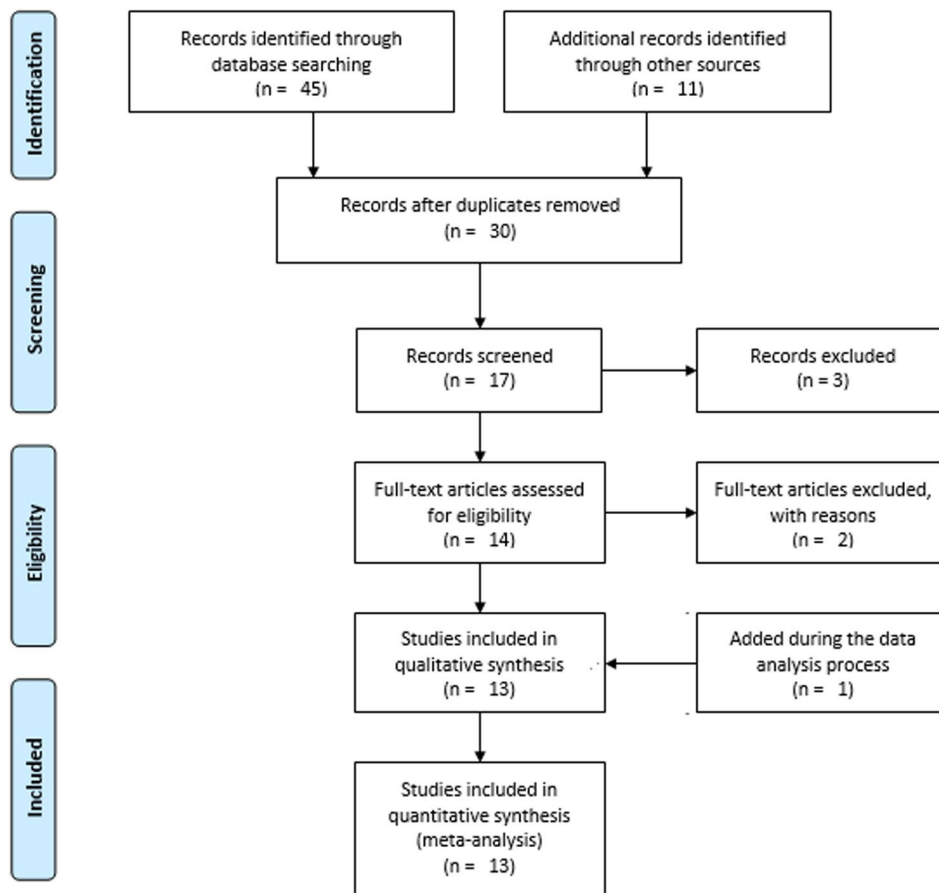 Identification
Records identified through
database searching
(n = 45)
Additional records identified
through other sources
(n = 11)
Records after duplicates removed
(n = 30)
Screening
Records screened
(n = 17)
Records excluded
(n = 3)
Eligibility
Full-text articles assessed
for eligibility
(n = 14)
Full-text articles excluded,
with reasons
(n = 2)
Studies included in
qualitative synthesis
(n = 13)
Added during the data
analysis process
(n = 1)
Included
Studies included in
quantitative synthesis
(meta-analysis)
(n = 13)